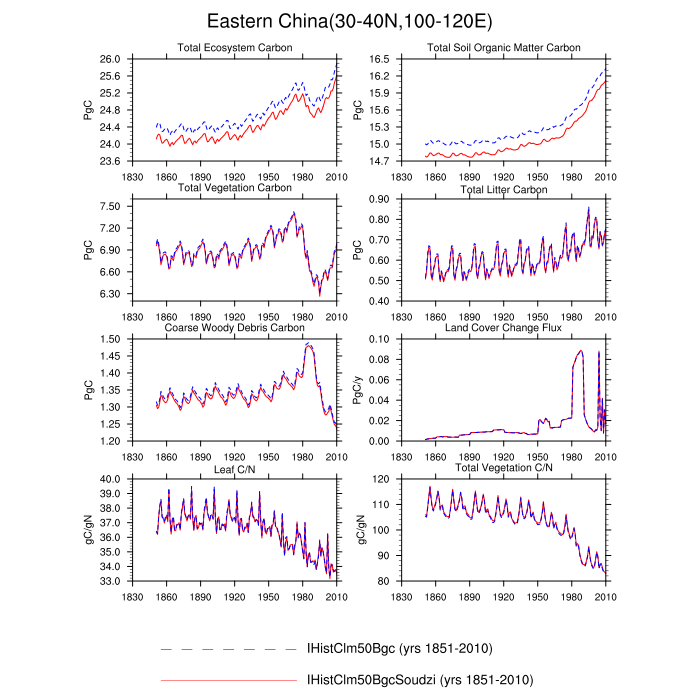 Eastern China(30-40N,100-120E)
Total Ecosystem Carbon
Total Soil Organic Matter Carbon
PgC
26.0
25.6
25.2
24.8
24.4
24.0
23.6
1830 1860 1890 1920 1950 1980 2010
PgC
16.5
16.2
15.9
15.6
15.3
15.0
14.7
1830 1860 1890 1920 1950 1980 2010
Total Vegetation Carbon
Total Litter Carbon
PgC
7.50
7.20
6.90
6.60
6.30
1830 1860 1890 1920 1950 1980 2010
PgC
0.90
0.80
0.70
0.60
0.50
0.40
1830 1860 1890 1920 1950 1980 2010
Coarse Woody Debris Carbon
Land Cover Change Flux
PgC
1.50
1.45
1.40
1.35
1.30
1.25
1.20
1830 1860 1890 1920 1950 1980 2010
PgC/y
0.10
0.08
0.06
0.04
0.02
0.00
1830 1860 1890 1920 1950 1980 2010
Leaf C/N
Total Vegetation C/N
gC/gN
40.0
39.0
38.0
37.0
36.0
35.0
34.0
33.0
1830 1860 1890 1920 1950 1980 2010
gC/gN
120
110
100
90
80
1830 1860 1890 1920 1950 1980 2010
IHistClm50Bgc (yrs 1851-2010)
IHistClm50BgcSoudzi (yrs 1851-2010)